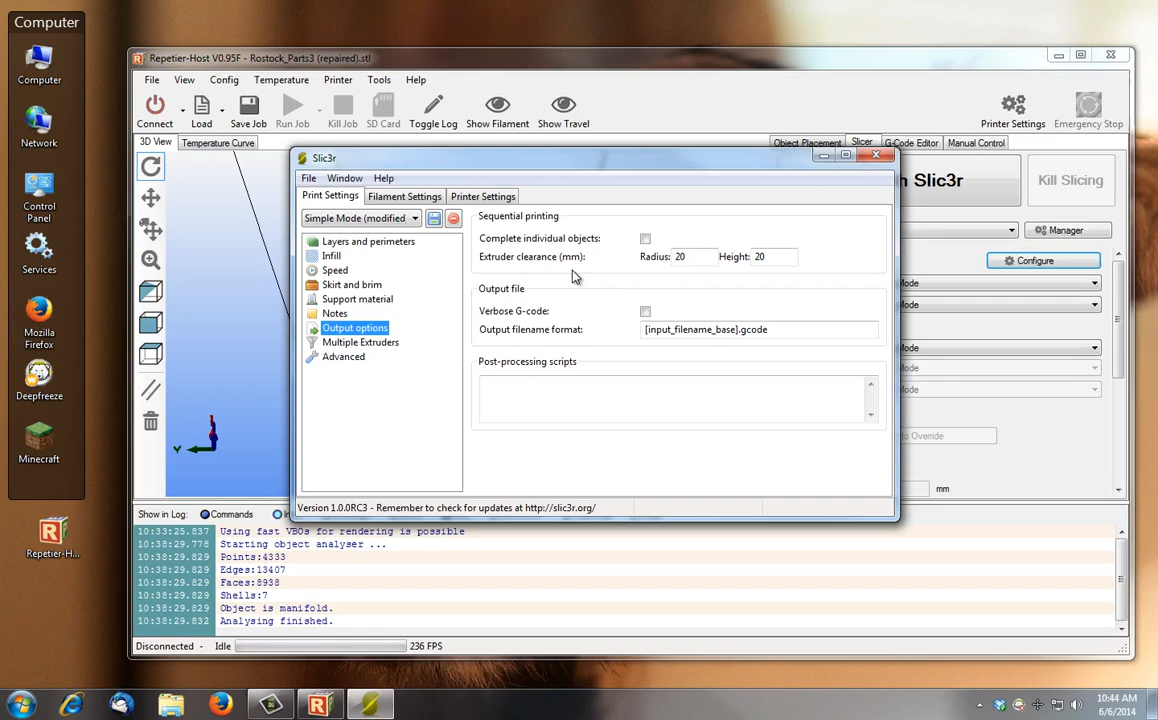 Computer
Computer
Network
Control
Panel
Services
Mozilla
Firefox
Deepfreeze
Minecraft
Repetier-H...
Repetier-Host V0.95F - Rostock_Parts3 (repaired).stl
File View Config Temperature Printer Tools Help
Connect Load Save Job Run Job Kill Job SD Card Toggle Log Show Filament Show Travel Printer Settings Emergency Stop
3D View Temperature Curve Object Placement Slicer G-Code Editor Manual Control
Slic3r
File Window Help
Print Settings Filament Settings Printer Settings
Simple Mode (modified
Layers and perimeters
Infill
Speed
Skirt and brim
Support material
Notes
Output options
Multiple Extruders
Advanced
Sequential printing
Complete individual objects:
Extruder clearance (mm): Radius: 20 Height: 20
Output file
Verbose G-code:
Output filename format: [input_filename_base].gcode
Post-processing scripts
Version 1.0.0RC3 - Remember to check for updates at http://slic3r.org/
h Slic3r
Kill Slicing
Manager
Configure
Mode
Mode
Mode
Mode
Mode
to Override
mm
Y
Show in Log: Commands In
10:33:25.837 Using fast VBOs for rendering is possible
10:38:29.778 Starting object analyser ...
10:38:29.829 Points:4333
10:38:29.829 Edges:13407
10:38:29.829 Faces:8938
10:38:29.829 Shells:7
10:38:29.829 Object is manifold.
10:38:29.832 Analysing finished.
Disconnected - Idle 236 FPS
10:44 AM
6/6/2014